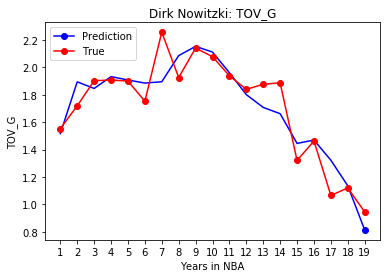 Dirk Nowitzki: TOV_G
Prediction
True
TOV_G
2.2
2.0
1.8
1.6
1.4
1.2
1.0
0.8
1 2 3 4 5 6 7 8 9 10 11 12 13 14 15 16 17 18 19
Years in NBA